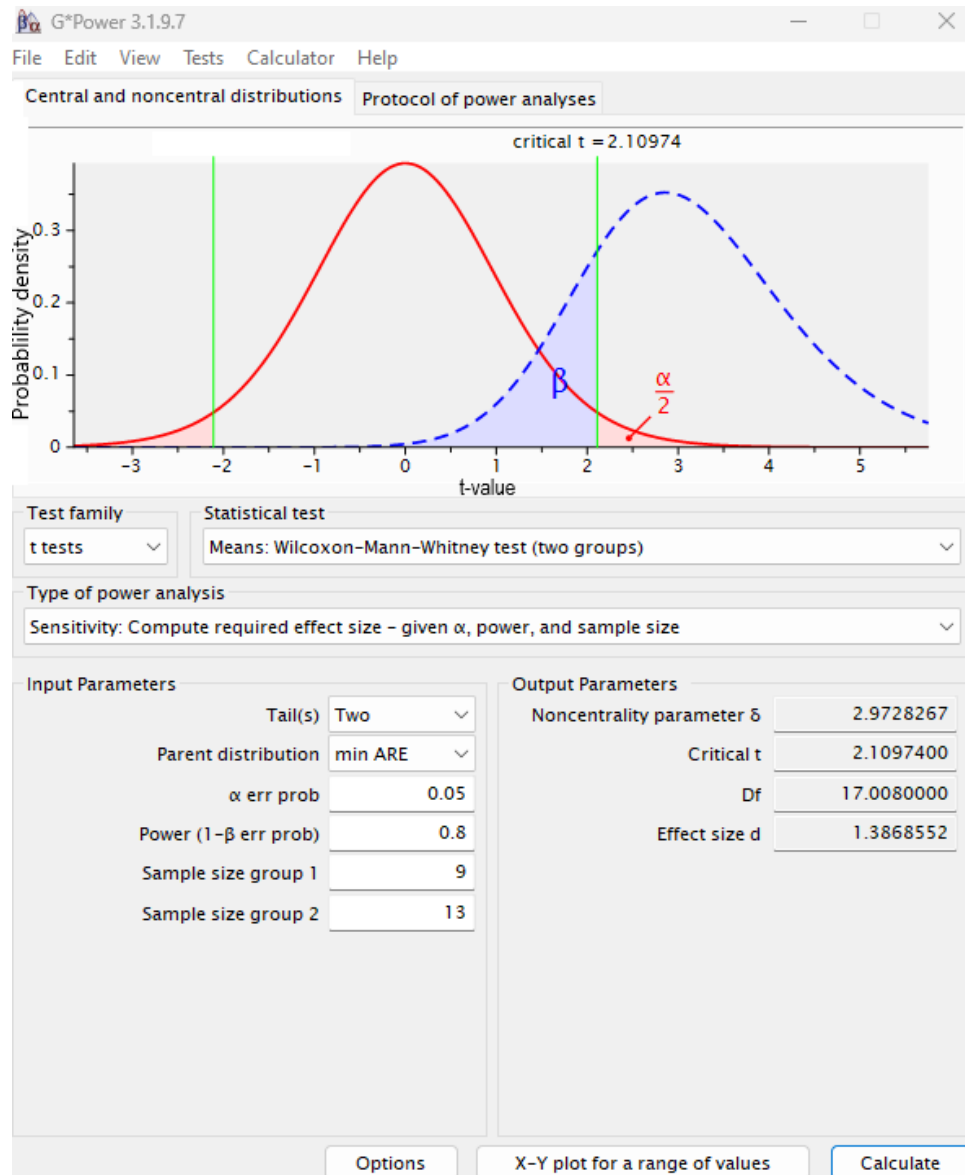 G*Power 3.1.9.7
File Edit View Tests Calculator Help
Central and noncentral distributions Protocol of power analyses
critical t = 2.10974
Probablility density
0.3
0.2
0.1
0
β
α
2
-3 -2 -1 0 1 2 3 4 5
t-value
Test family Statistical test
t tests Means: Wilcoxon-Mann-Whitney test (two groups)
Type of power analysis
Sensitivity: Compute required effect size - given α, power, and sample size
Input Parameters Output Parameters
Tail(s) Two Noncentrality parameter δ 2.9728267
Parent distribution min ARE Critical t 2.1097400
α err prob 0.05 Df 17.0080000
Power (1-β err prob) 0.8 Effect size d 1.3868552
Sample size group 1 9
Sample size group 2 13
Options X-Y plot for a range of values Calculate